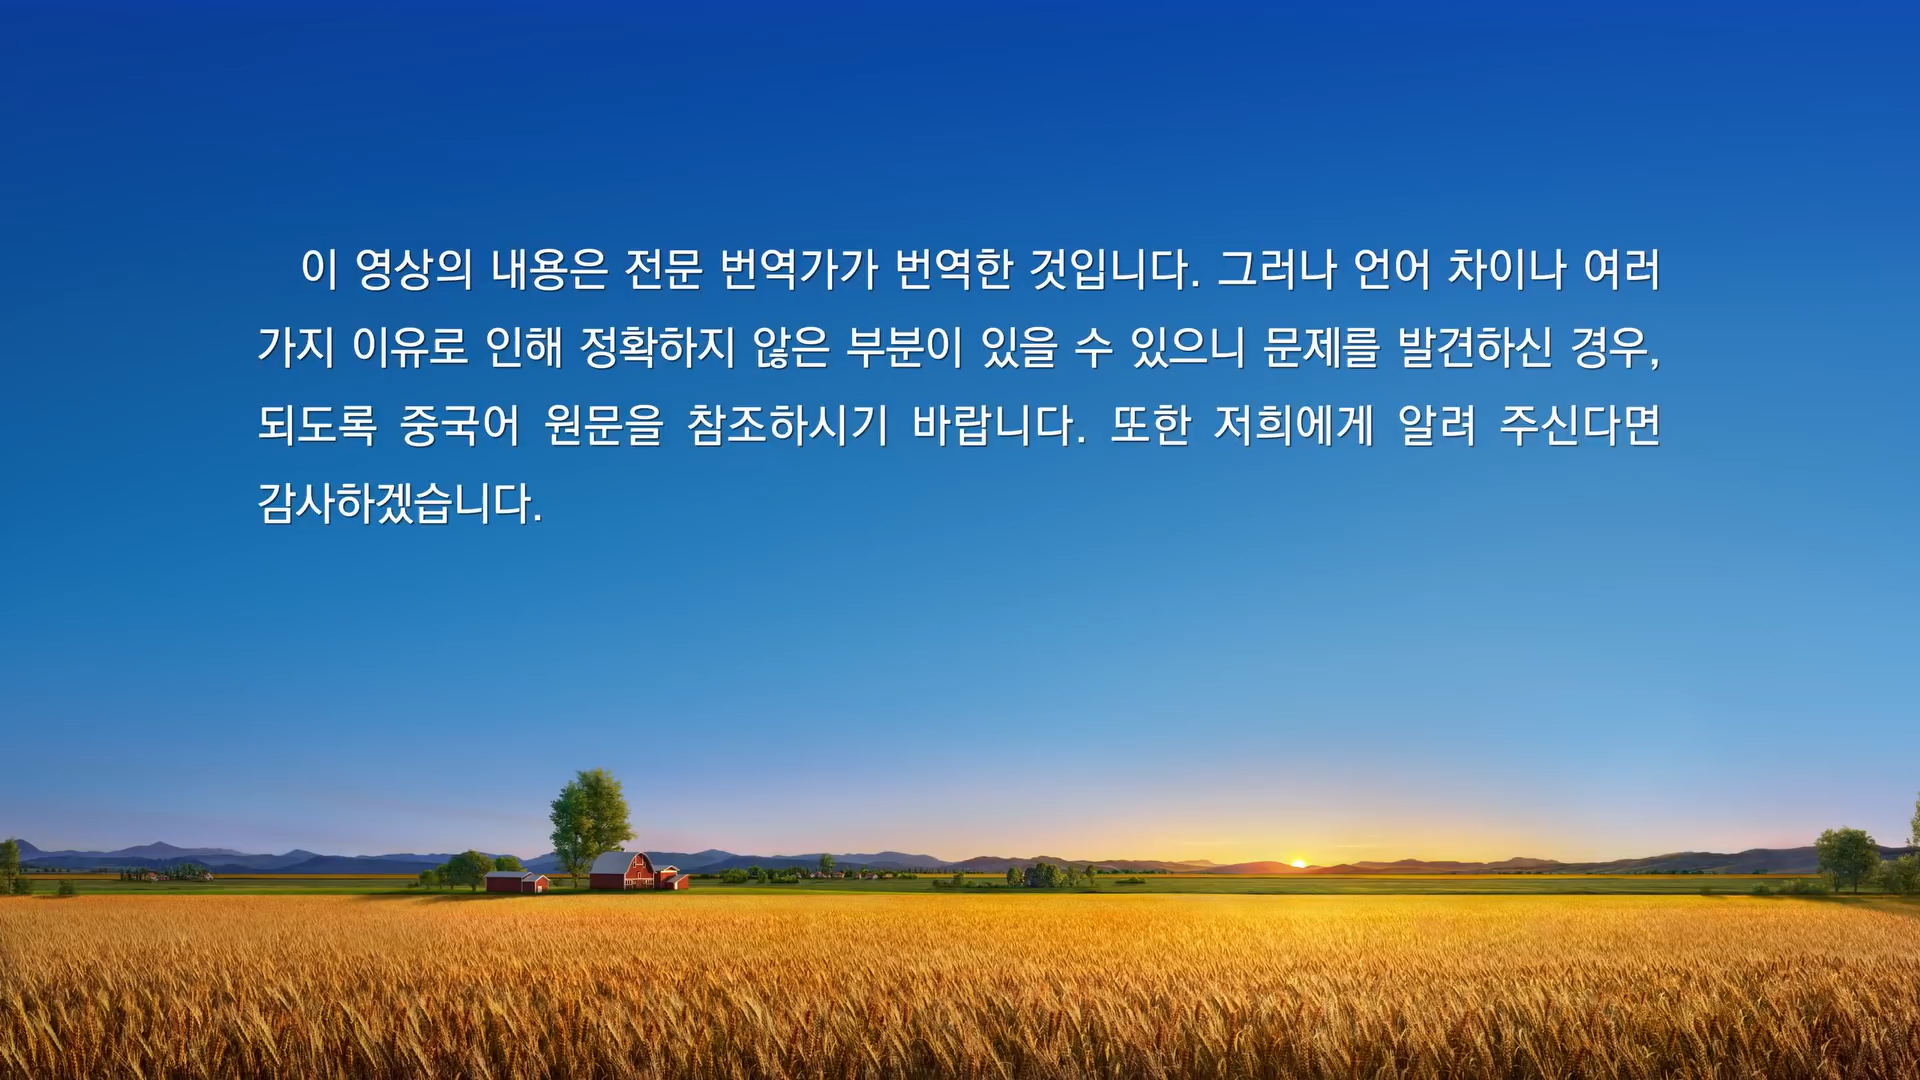 이 영상의 내용은 전문 번역가가 번역한 것입니다. 그러나 언어 차이나 여러
가지 이유로 인해 정확하지 않은 부분이 있을 수 있으니 문제를 발견하신 경우,
되도록 중국어 원문을 참조하시기 바랍니다. 또한 저희에게 알려 주신다면
감사하겠습니다.